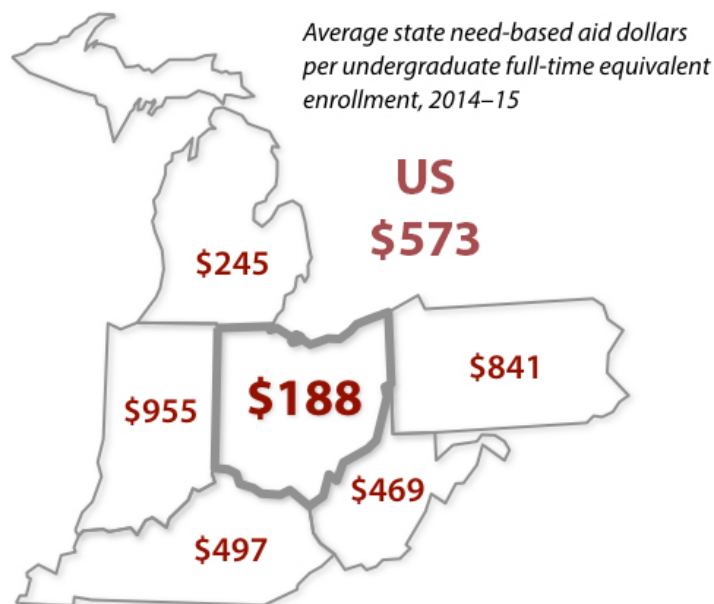 Average state need-based aid dollars
per undergraduate full-time equivalent
enrollment, 2014–15
US
$573
$245
$841
$955
$188
$469
$497